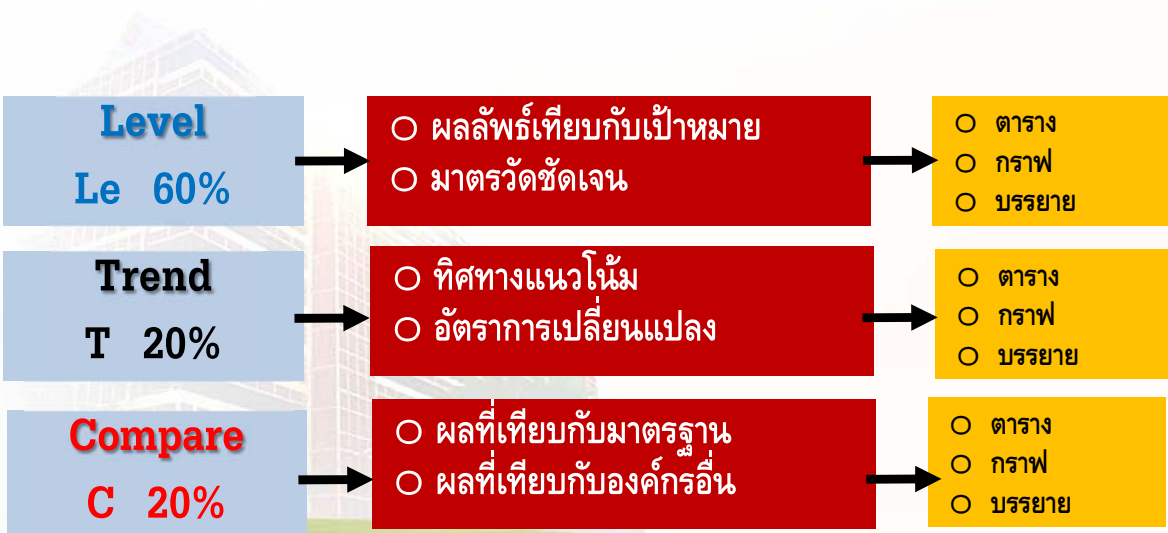 Level
Le 60%
○ ผลลัพธ์เทียบกับเป้าหมาย
○ มาตรวัดชัดเจน
○ ตาราง
○ กราฟ
○ บรรยาย
Trend
T 20%
○ ทิศทางแนวโน้ม
○ อัตราการเปลี่ยนแปลง
○ ตาราง
○ กราฟ
○ บรรยาย
Compare
C 20%
○ ผลที่เทียบกับมาตรฐาน
○ ผลที่เทียบกับองค์กรอื่น
○ ตาราง
○ กราฟ
○ บรรยาย